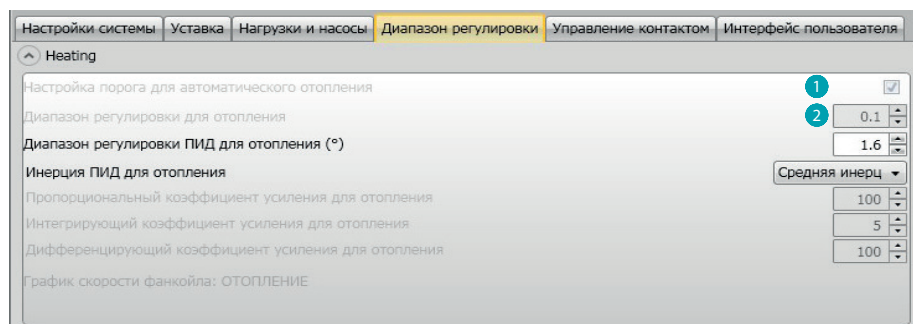 Настройки системы Уставка Нагрузки и насосы Диапазон регулировки Управление контактом Интерфейс пользователя
Heating
Настройка порога для автоматического отопления 1
Диапазон регулировки для отопления 2 0.1
Диапазон регулировки ПИД для отопления (°) 1.6
Инерция ПИД для отопления Средняя инерц
Пропорциональный коэффициент усиления для отопления 100
Интегрирующий коэффициент усиления для отопления 5
Дифференцирующий коэффициент усиления для отопления 100
График скорости фанкойла: ОТОПЛЕНИЕ